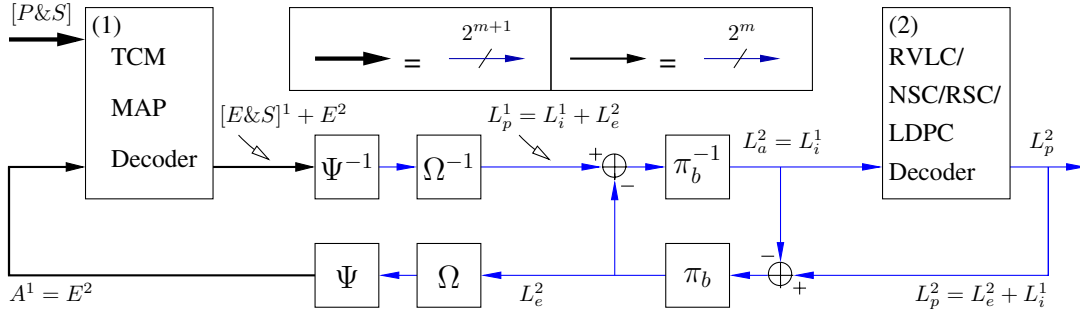 [P&S]
(1)
TCM
MAP
Decoder
=
2^{m+1}
=
2^m
(2)
RVLC/
NSC/RSC/
LDPC
Decoder
[E&S]^1 + E^2
L_p^1 = L_i^1 + L_e^2
L_a^2 = L_i^1
L_p^2
Ψ^{-1}
Ω^{-1}
+
−
π_b^{-1}
Ψ
Ω
π_b
−
+
A^1 = E^2
L_e^2
L_p^2 = L_e^2 + L_i^1